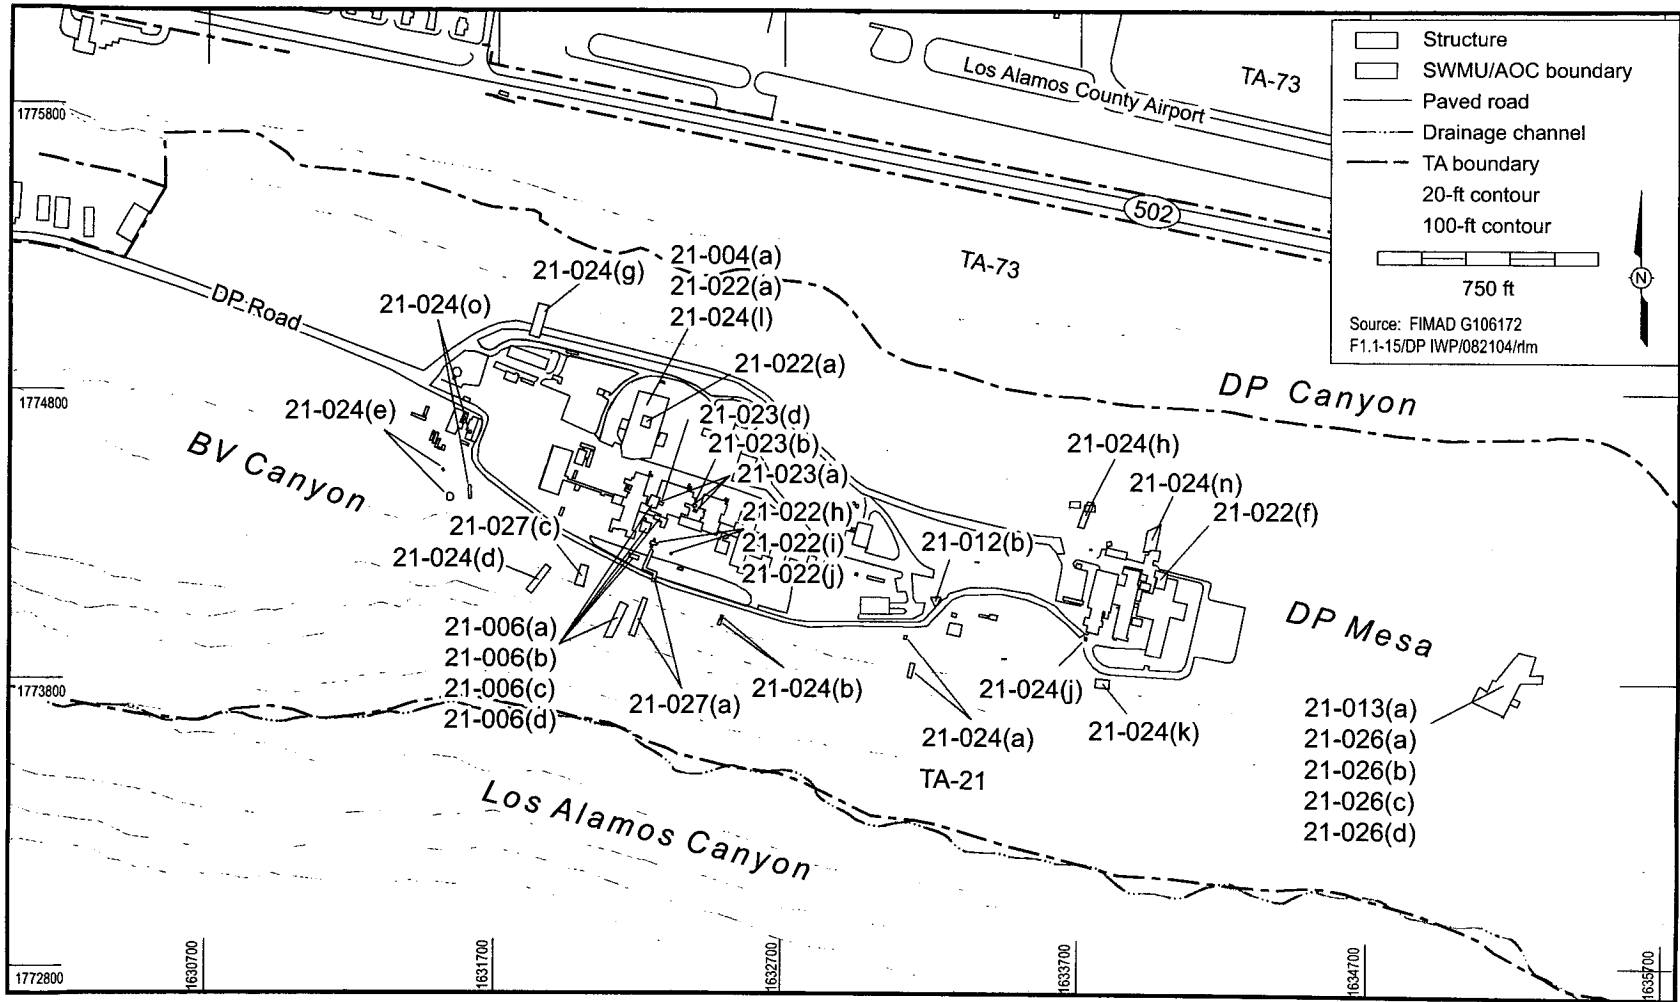 Structure
SWMU/AOC boundary
Paved road
Drainage channel
TA boundary
20-ft contour
100-ft contour
750 ft
N
Source: FIMAD G106172
F1.1-15/DP IWP/082104/rlm
Los Alamos County Airport
TA-73
1775800
502
TA-73
21-004(a)
21-022(a)
21-024(l)
21-024(g)
21-024(o)
DP Road
21-022(a)
DP Canyon
1774800
21-024(e)
21-023(d)
21-023(b)
21-023(a)
BV Canyon
21-024(h)
21-024(n)
21-022(f)
21-022(h)
21-022(i)
21-022(j)
21-027(c)
21-024(d)
21-012(b)
DP Mesa
21-006(a)
21-006(b)
21-006(c)
21-006(d)
21-027(a)
21-024(b)
21-024(a)
21-024(j)
21-024(k)
1773800
21-013(a)
21-026(a)
21-026(b)
21-026(c)
21-026(d)
TA-21
Los Alamos Canyon
1772800
1630700
1631700
1632700
1633700
1634700
1635700